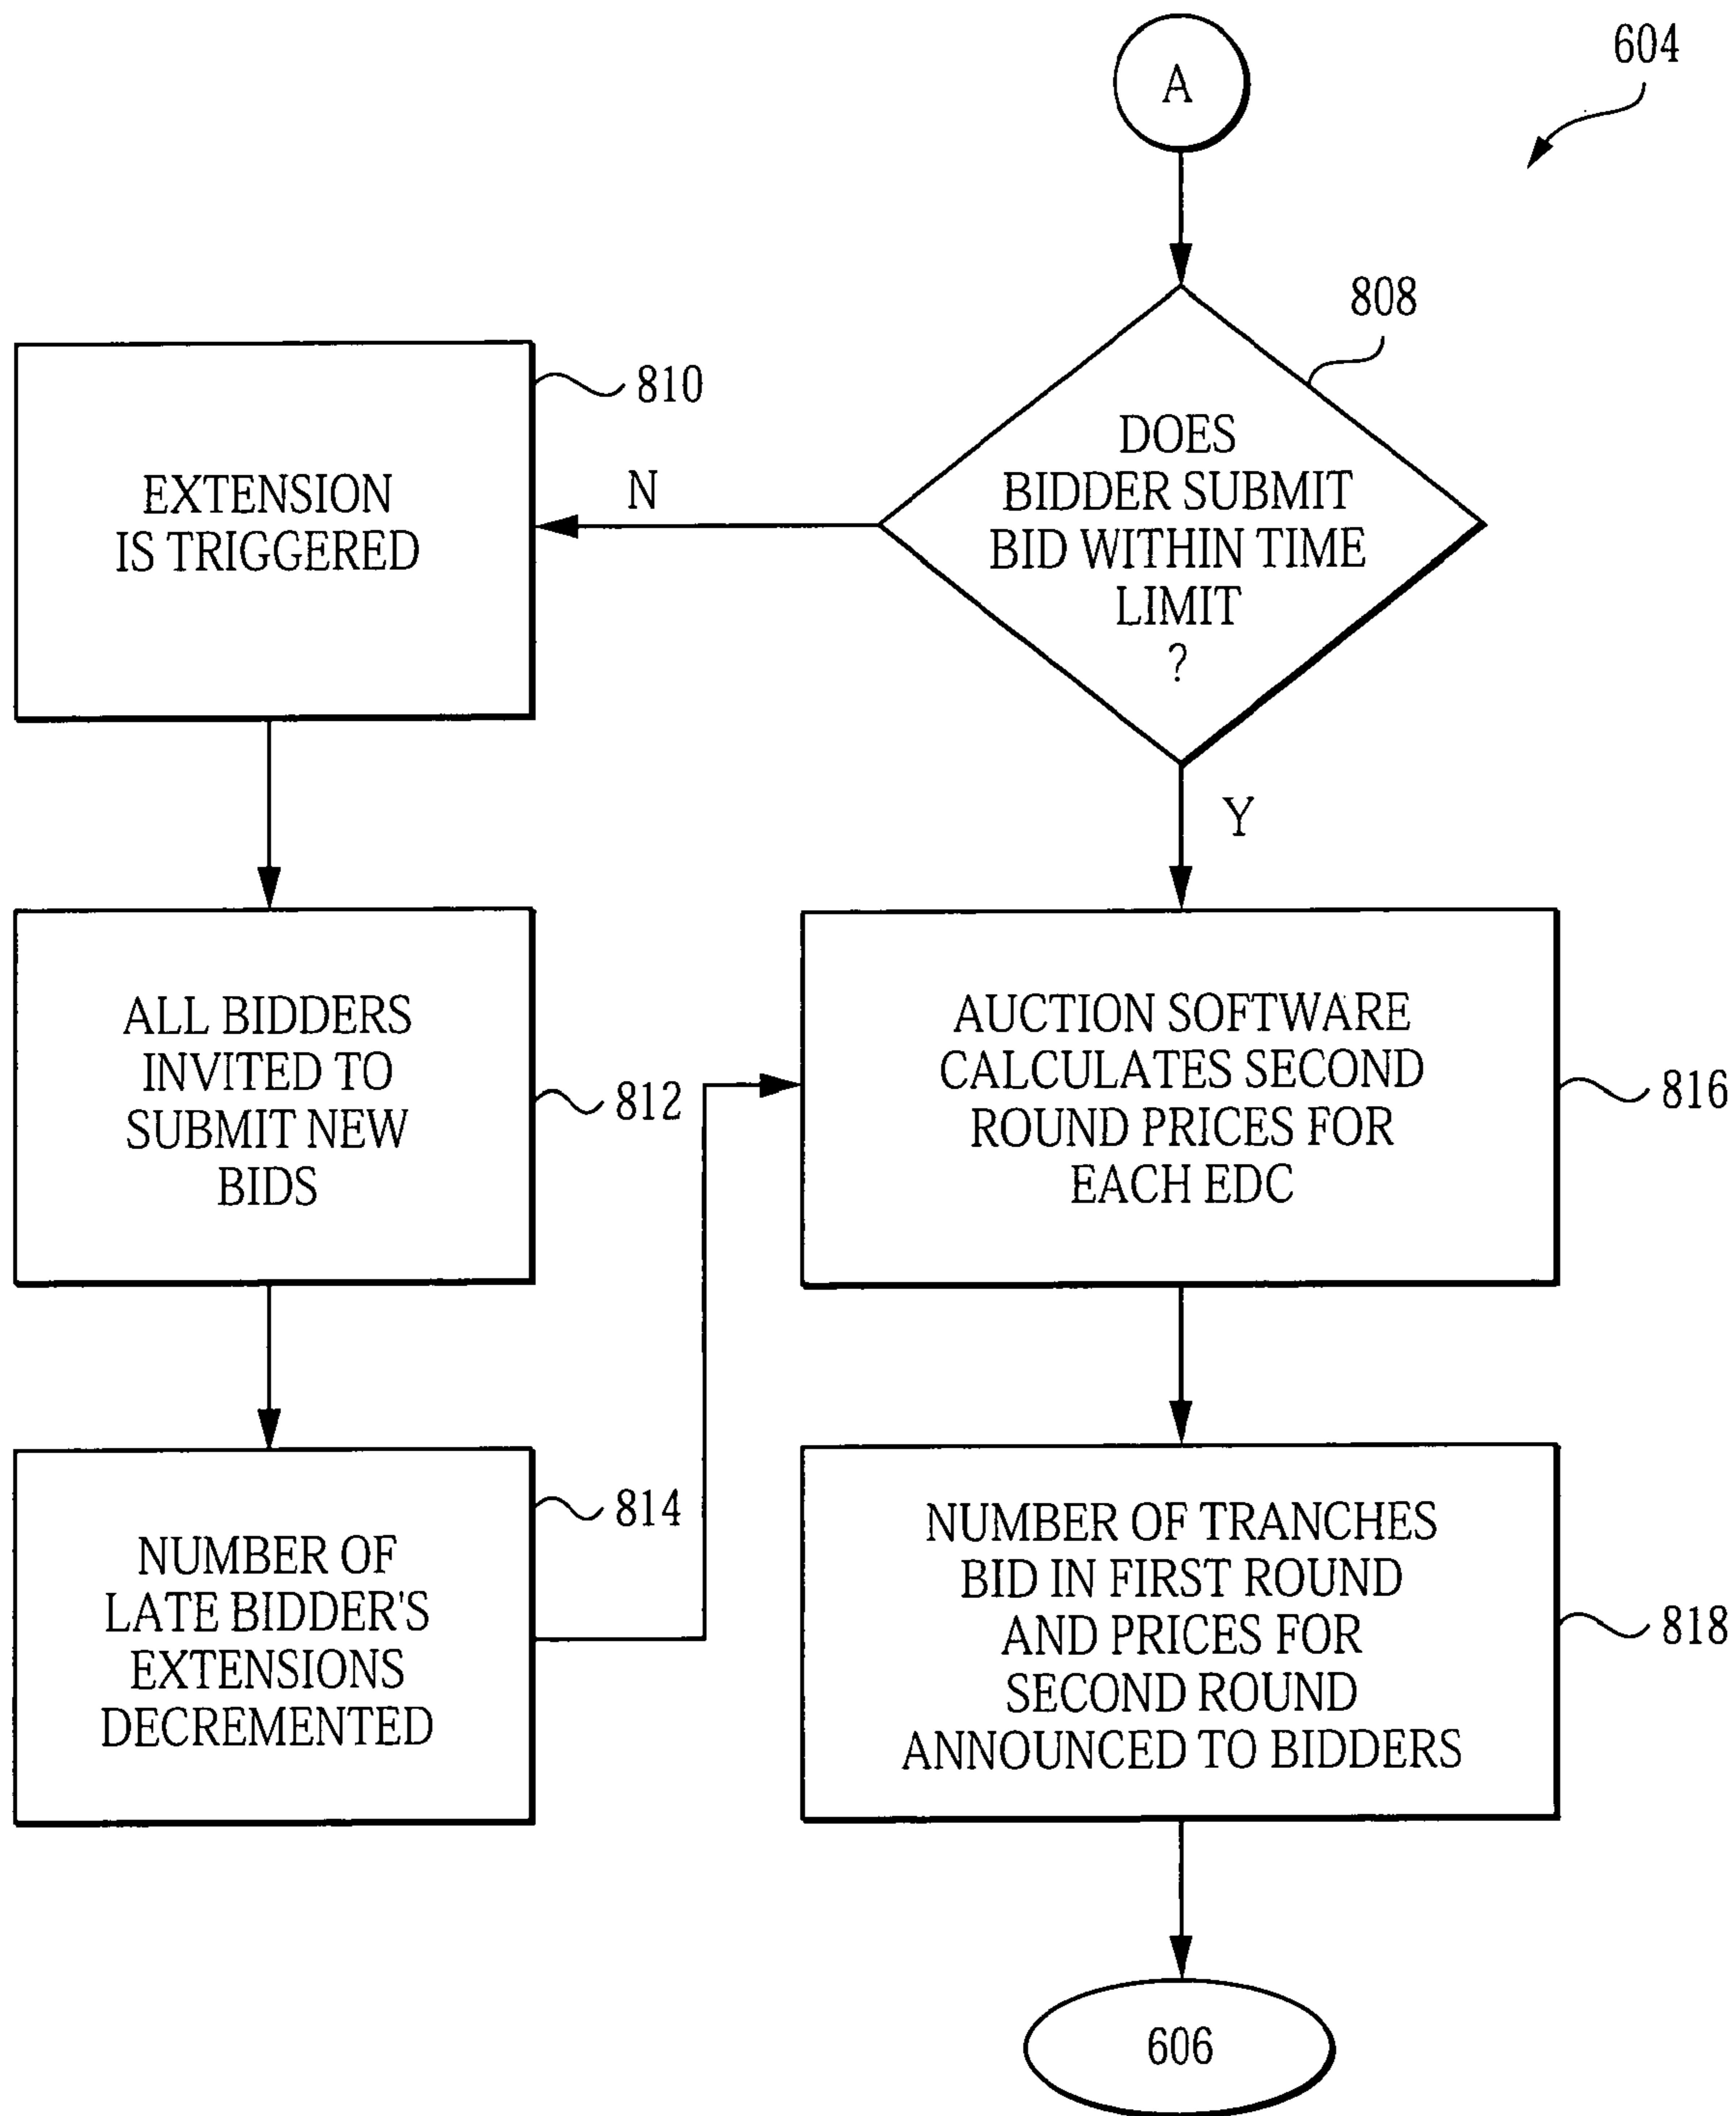 604
A
808
DOES
BIDDER SUBMIT
BID WITHIN TIME
LIMIT
?
N
810
EXTENSION
IS TRIGGERED
Y
ALL BIDDERS
INVITED TO
SUBMIT NEW
BIDS
812
AUCTION SOFTWARE
CALCULATES SECOND
ROUND PRICES FOR
EACH EDC
816
NUMBER OF
LATE BIDDER'S
EXTENSIONS
DECREMENTED
814
NUMBER OF TRANCHES
BID IN FIRST ROUND
AND PRICES FOR
SECOND ROUND
ANNOUNCED TO BIDDERS
818
606